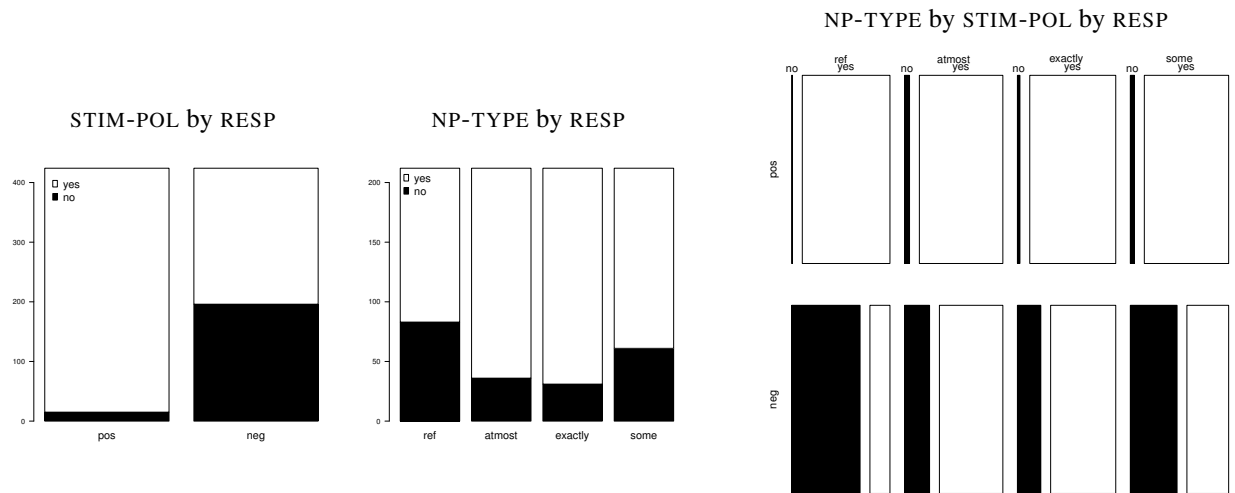 STIM-POL by RESP
400
300
200
100
0
yes
no
pos
neg
NP-TYPE by RESP
200
150
100
50
0
yes
no
ref
atmost
exactly
some
NP-TYPE by STIM-POL by RESP
ref
atmost
exactly
some
no
yes
no
yes
no
yes
no
yes
pos
neg